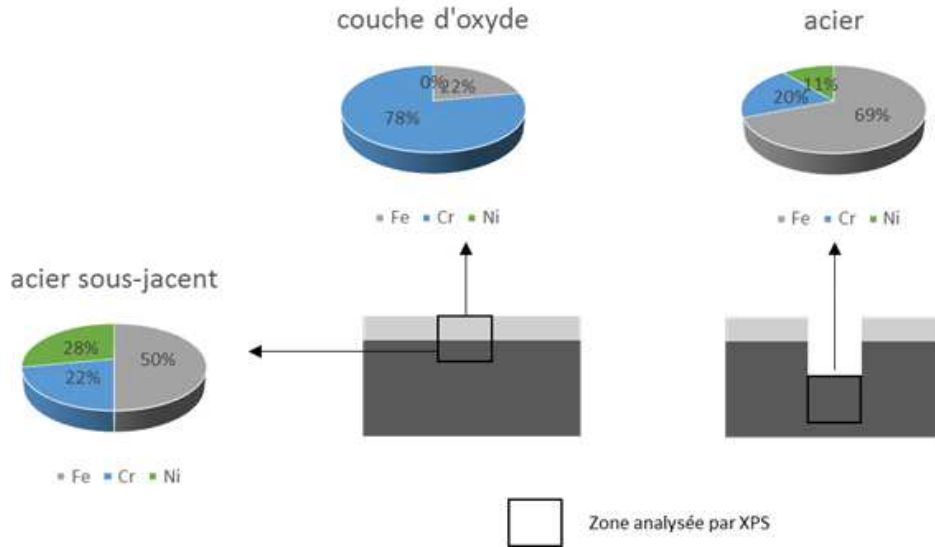 couche d'oxyde
0%
22%
78%
Fe Cr Ni
acier
11%
20%
69%
Fe Cr Ni
acier sous-jacent
28%
50%
22%
Fe Cr Ni
Zone analysée par XPS